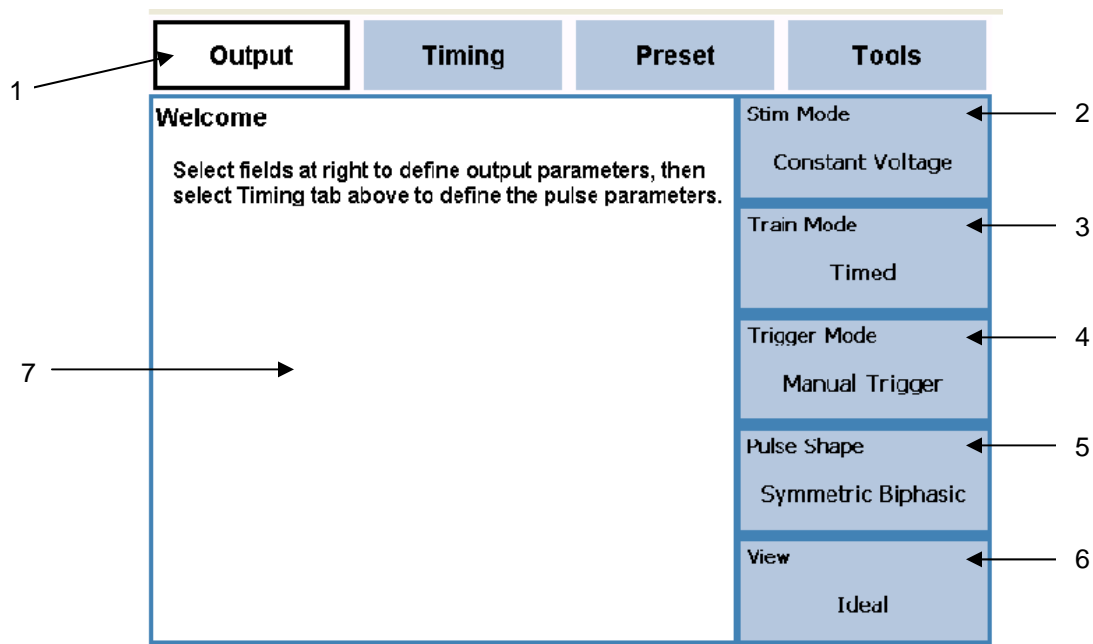 Output Timing Preset Tools
1
Welcome
Select fields at right to define output parameters, then
select Timing tab above to define the pulse parameters.
Stim Mode
Constant Voltage
2
Train Mode
Timed
3
Trigger Mode
Manual Trigger
4
Pulse Shape
Symmetric Biphasic
5
View
Ideal
6
7